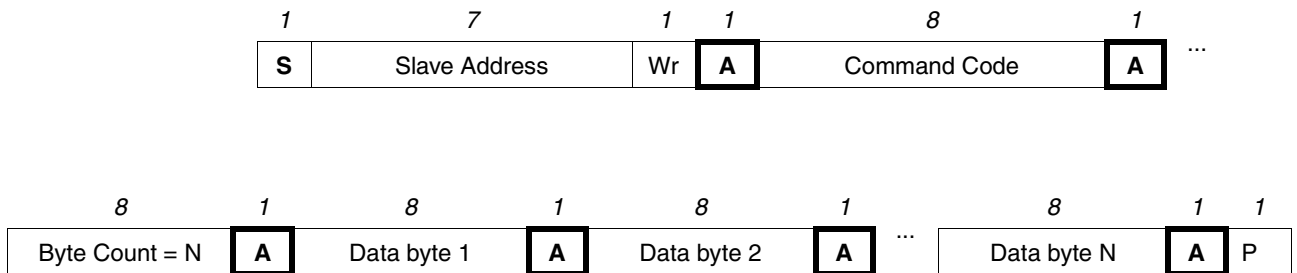 1 7 1 1 8 1
S Slave Address Wr A Command Code A ...
8 1 8 1 8 1 8 1 1
Byte Count = N A Data byte 1 A Data byte 2 A ... Data byte N A P